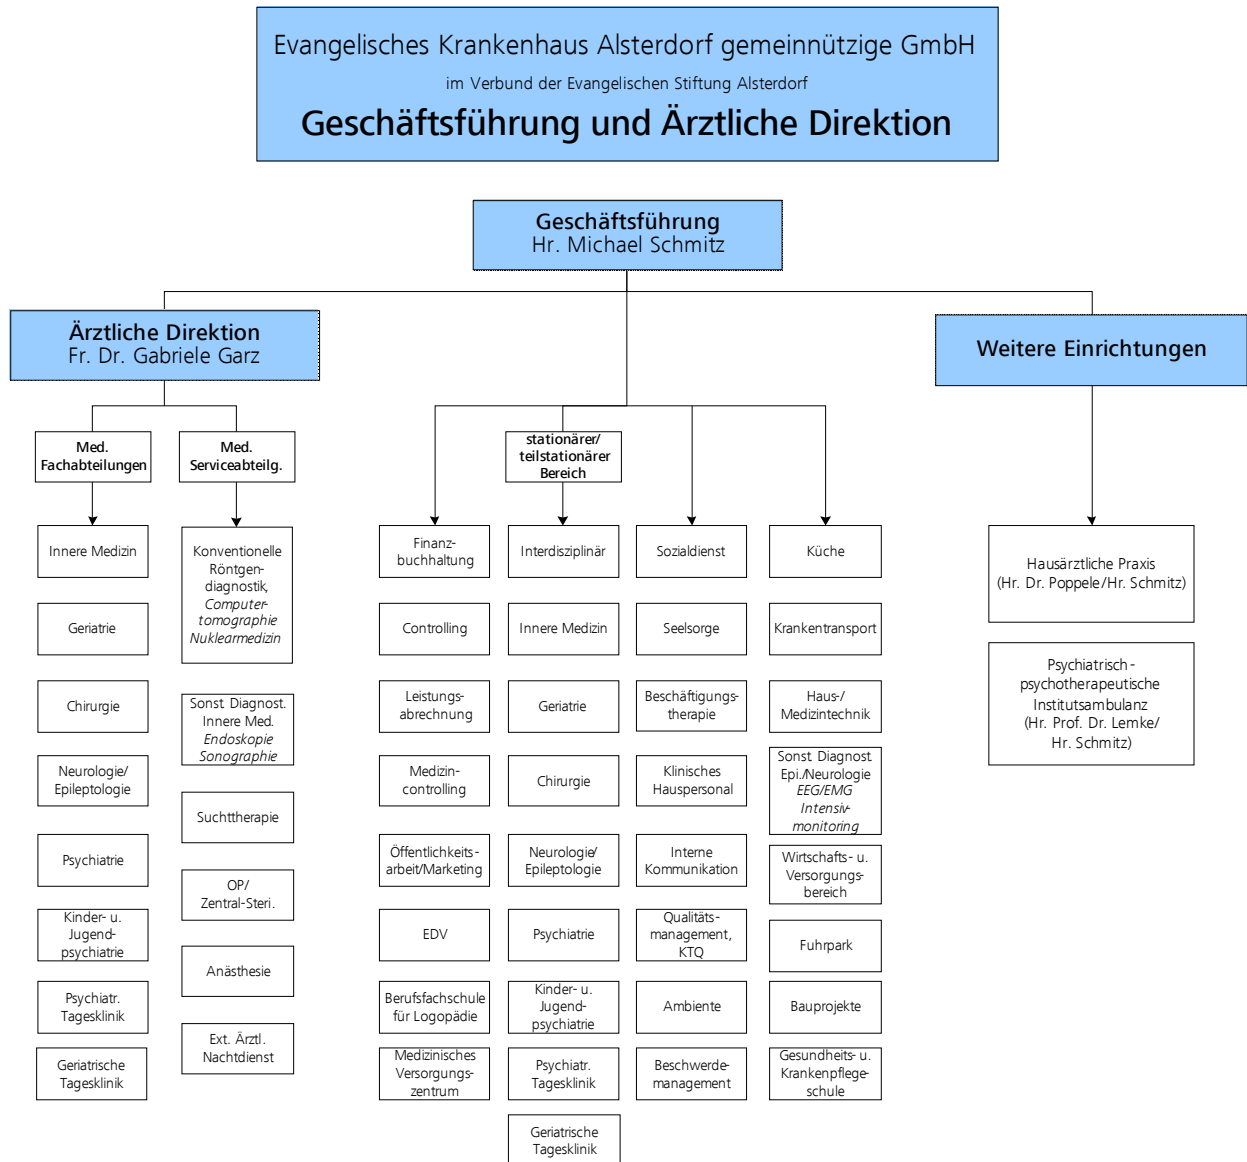 Evangelisches Krankenhaus Alsterdorf gemeinnützige GmbH
im Verbund der Evangelischen Stiftung Alsterdorf
Geschäftsführung und Ärztliche Direktion
Geschäftsführung
Hr. Michael Schmitz
Ärztliche Direktion
Fr. Dr. Gabriele Garz
Weitere Einrichtungen
Med.
Fachabteilungen
Med.
Serviceabteilg.
stationärer/
teilstationärer
Bereich
Innere Medizin
Geriatrie
Chirurgie
Neurologie/
Epileptologie
Psychiatrie
Kinder- u.
Jugend-
psychiatrie
Psychiatr.
Tagesklinik
Geriatrische
Tagesklinik
Konventionelle
Röntgen-
diagnostik,
Computer-
tomographie
Nuklearmedizin
Sonst. Diagnost.
Innere Med.
Endoskopie
Sonographie
Suchttherapie
OP/
Zentral-Steri.
Anästhesie
Ext. Ärztl.
Nachtdienst
Finanz-
buchhaltung
Controlling
Leistungs-
abrechnung
Medizin-
controlling
Öffentlichkeits-
arbeit/Marketing
EDV
Berufsfachschule
für Logopädie
Medizinisches
Versorgungs-
zentrum
Interdisziplinär
Innere Medizin
Geriatrie
Chirurgie
Neurologie/
Epileptologie
Psychiatrie
Kinder- u.
Jugend-
psychiatrie
Psychiatr.
Tagesklinik
Geriatrische
Tagesklinik
Sozialdienst
Seelsorge
Beschäftigungs-
therapie
Klinisches
Hauspersonal
Interne
Kommunikation
Qualitäts-
management,
KTQ
Ambiente
Beschwerde-
management
Küche
Krankentransport
Haus-/
Medizintechnik
Sonst. Diagnost.
Epi./Neurologie
EEG/EMG
Intensiv-
monitoring
Wirtschafts- u.
Versorgungs-
bereich
Fuhrpark
Bauprojekte
Gesundheits- u.
Krankenpflege-
schule
Hausärztliche Praxis
(Hr. Dr. Poppele/Hr. Schmitz)
Psychiatrisch-
psychotherapeutische
Institutsambulanz
(Hr. Prof. Dr. Lemke/
Hr. Schmitz)